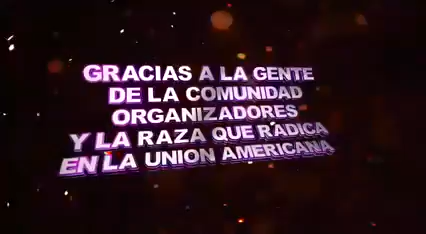 GRACIAS A LA GENTE
DE LA COMUNIDAD
ORGANIZADORES
Y LA RAZA QUE RADICA
EN LA UNION AMERICANA